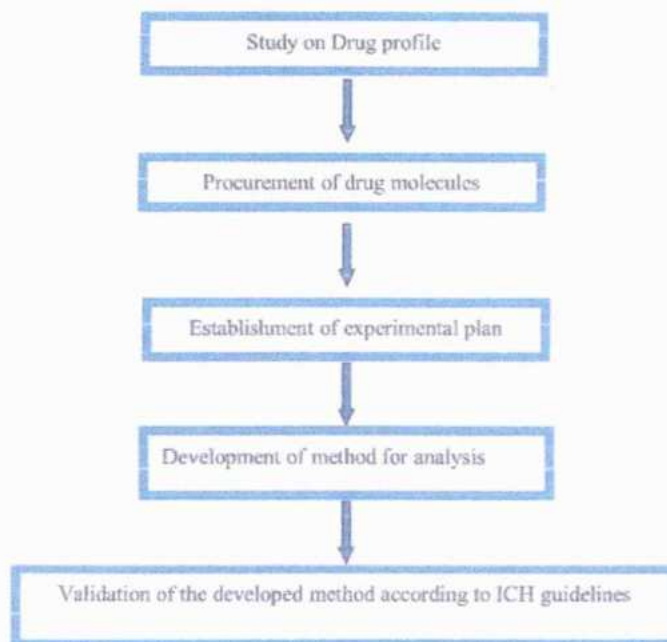 Study on Drug profile
Procurement of drug molecules
Establishment of experimental plan
Development of method for analysis
Validation of the developed method according to ICH guidelines